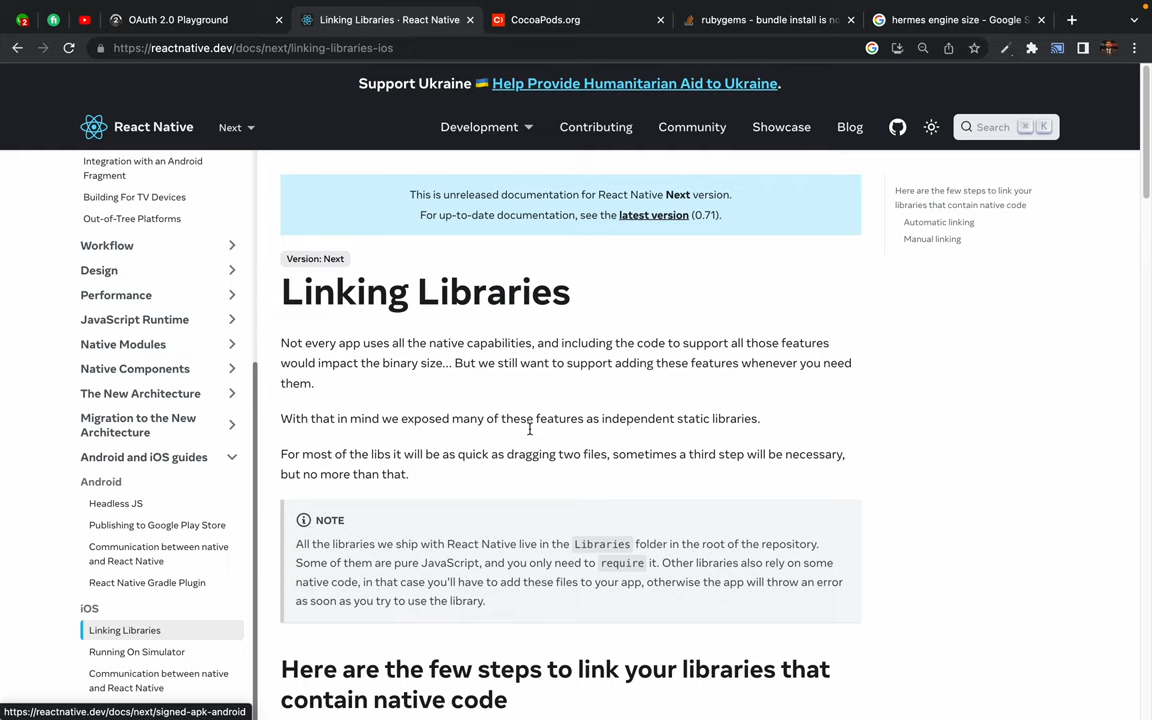 OAuth 2.0 Playground
Linking Libraries · React Native
CocoaPods.org
rubygems - bundle install is n
hermes engine size - Google S
https://reactnative.dev/docs/next/linking-libraries-ios
Support Ukraine 🇺🇦 Help Provide Humanitarian Aid to Ukraine.
React Native
Next
Development
Contributing
Community
Showcase
Blog
Search ⌘ K
Integration with an Android
Fragment
Building For TV Devices
Out-of-Tree Platforms
Workflow
Design
Performance
JavaScript Runtime
Native Modules
Native Components
The New Architecture
Migration to the New
Architecture
Android and iOS guides
Android
Headless JS
Publishing to Google Play Store
Communication between native
and React Native
React Native Gradle Plugin
iOS
Linking Libraries
Running On Simulator
Communication between native
and React Native
https://reactnative.dev/docs/next/signed-apk-android
This is unreleased documentation for React Native Next version.
For up-to-date documentation, see the latest version (0.71).
Version: Next
Linking Libraries
Not every app uses all the native capabilities, and including the code to support all those features
would impact the binary size... But we still want to support adding these features whenever you need
them.
With that in mind we exposed many of these features as independent static libraries.
For most of the libs it will be as quick as dragging two files, sometimes a third step will be necessary,
but no more than that.
NOTE
All the libraries we ship with React Native live in the Libraries folder in the root of the repository.
Some of them are pure JavaScript, and you only need to require it. Other libraries also rely on some
native code, in that case you'll have to add these files to your app, otherwise the app will throw an error
as soon as you try to use the library.
Here are the few steps to link your libraries that
contain native code
Here are the few steps to link your
libraries that contain native code
Automatic linking
Manual linking